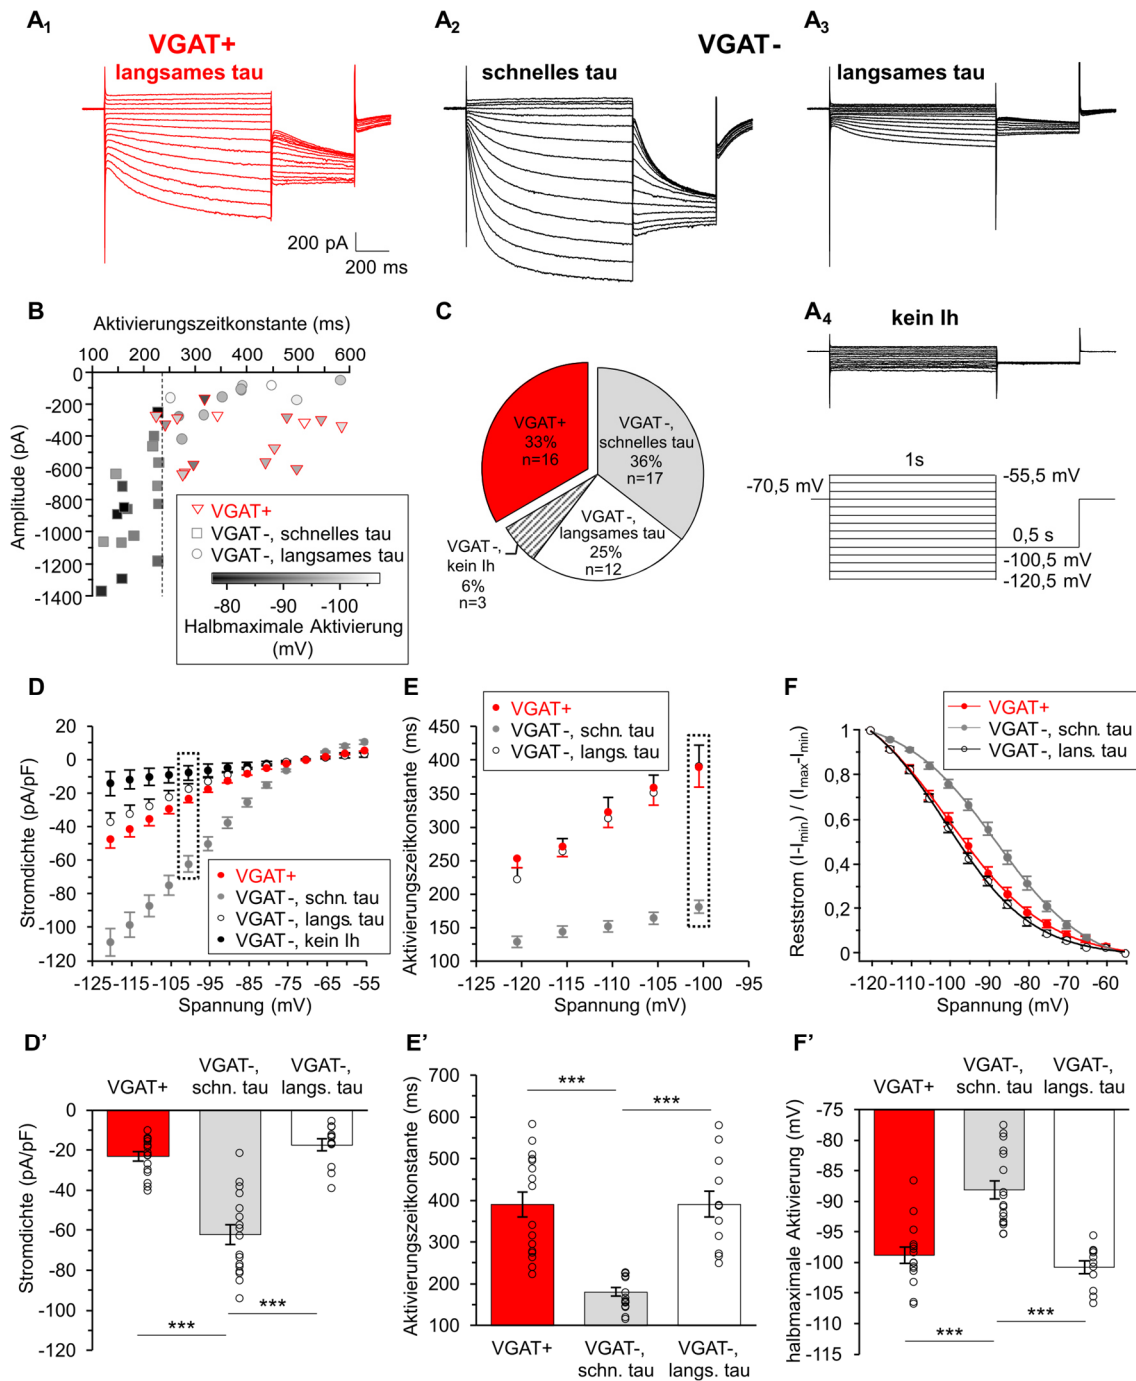 A1
VGAT+
langsames tau
A2
schnelles tau
VGAT-
A3
langsames tau
200 pA
200 ms
B
Aktivierungszeitkonstante (ms)
100 200 300 400 500 600
Amplitude (pA)
0
-200
-400
-600
-800
-1000
-1200
-1400
VGAT+
VGAT-, schnelles tau
VGAT-, langsames tau
-80 -90 -100
Halbmaximale Aktivierung
(mV)
C
VGAT+
33%
n=16
VGAT-,
schnelles tau
36%
n=17
VGAT-,
langsames tau
25%
n=12
VGAT-,
kein Ih
6%
n=3
A4
kein Ih
1s
-70,5 mV
-55,5 mV
0,5 s
-100,5 mV
-120,5 mV
D
Stromdichte (pA/pF)
20
0
-20
-40
-60
-80
-100
-120
VGAT+
VGAT-, schn. tau
VGAT-, langs. tau
VGAT-, kein Ih
-125 -115 -105 -95 -85 -75 -65 -55
Spannung (mV)
E
Aktivierungszeitkonstante (ms)
VGAT+
VGAT-, schn. tau
VGAT-, langs. tau
450
400
350
300
250
200
150
100
-125 -120 -115 -110 -105 -100 -95
Spannung (mV)
F
VGAT+
VGAT-, schn. tau
VGAT-, lans. tau
Reststrom (I-Imin) / (Imax-Imin)
1
0,8
0,6
0,4
0,2
0
-120 -110 -100 -90 -80 -70 -60
Spannung (mV)
D'
VGAT+
VGAT-,
schn. tau
VGAT-,
langs. tau
Stromdichte (pA/pF)
0
-20
-40
-60
-80
-100
-120
***
***
E'
Aktivierungszeitkonstante (ms)
700
600
500
400
300
200
100
***
***
VGAT+
VGAT-,
schn. tau
VGAT-,
langs. tau
F'
VGAT+
VGAT-,
schn. tau
VGAT-,
langs. tau
halbmaximale Aktivierung (mV)
-75
-85
-90
-95
-100
-105
-110
-115
***
***